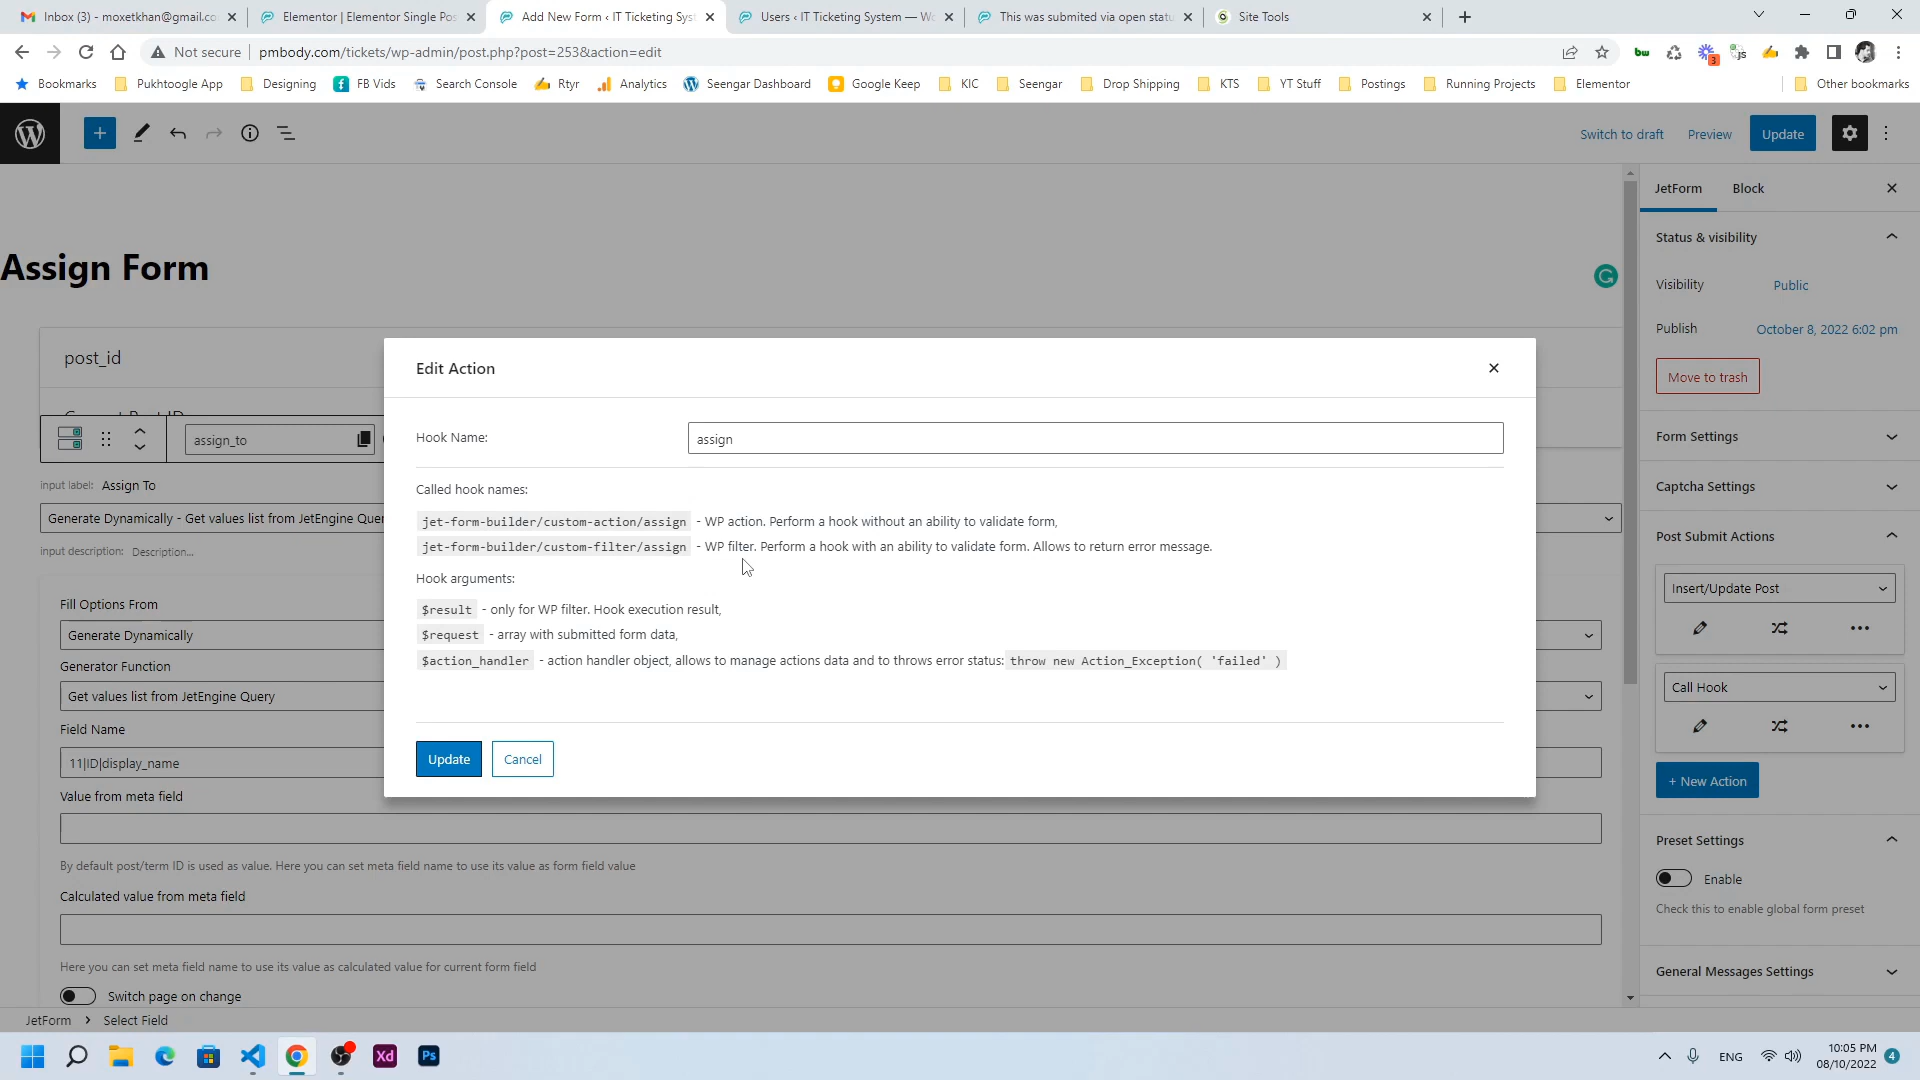 Inbox (3) - moxetkhan@gmail.co
Elementor | Elementor Single Pos
Add New Form ‹ IT Ticketing Syst
Users ‹ IT Ticketing System — Wo
This was submited via open statu
Site Tools
Not secure
pmbody.com/tickets/wp-admin/post.php?post=253&action=edit
Bookmarks
Pukhtoogle App
Designing
FB Vids
Search Console
Rtyr
Analytics
Seengar Dashboard
Google Keep
KIC
Seengar
Drop Shipping
KTS
YT Stuff
Postings
Running Projects
Elementor
Other bookmarks
Switch to draft
Preview
Update
JetForm
Block
Status & visibility
Visibility
Public
Publish
October 8, 2022 6:02 pm
Move to trash
Form Settings
Captcha Settings
Post Submit Actions
Insert/Update Post
Call Hook
+ New Action
Preset Settings
Enable
Check this to enable global form preset
General Messages Settings
Assign Form
post_id
assign_to
input label: Assign To
Generate Dynamically - Get values list from JetEngine Quer
input description: Description...
Fill Options From
Generate Dynamically
Generator Function
Get values list from JetEngine Query
Field Name
11|ID|display_name
Value from meta field
By default post/term ID is used as value. Here you can set meta field name to use its value as form field value
Calculated value from meta field
Here you can set meta field name to use its value as calculated value for current form field
Switch page on change
Edit Action
Hook Name:
assign
Called hook names:
jet-form-builder/custom-action/assign - WP action. Perform a hook without an ability to validate form,
jet-form-builder/custom-filter/assign - WP filter. Perform a hook with an ability to validate form. Allows to return error message.
Hook arguments:
$result - only for WP filter. Hook execution result,
$request - array with submitted form data,
$action_handler - action handler object, allows to manage actions data and to throws error status: throw new Action_Exception( 'failed' )
Update
Cancel
JetForm
Select Field
Xd
Ps
ENG
10:05 PM
08/10/2022
4
3